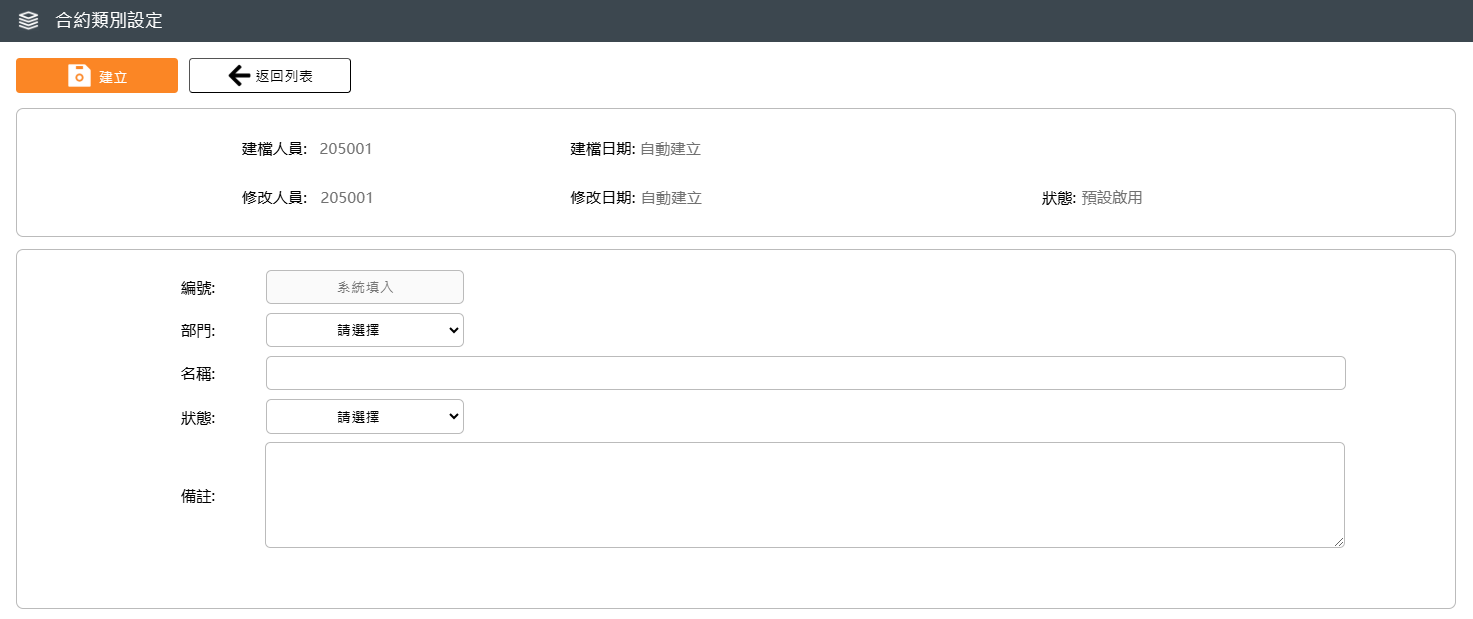 合約類別設定
建立 返回列表
建檔人員: 205001 建檔日期: 自動建立
修改人員: 205001 修改日期: 自動建立 狀態: 預設啟用
編號: 系統填入
部門: 請選擇
名稱:
狀態: 請選擇
備註: